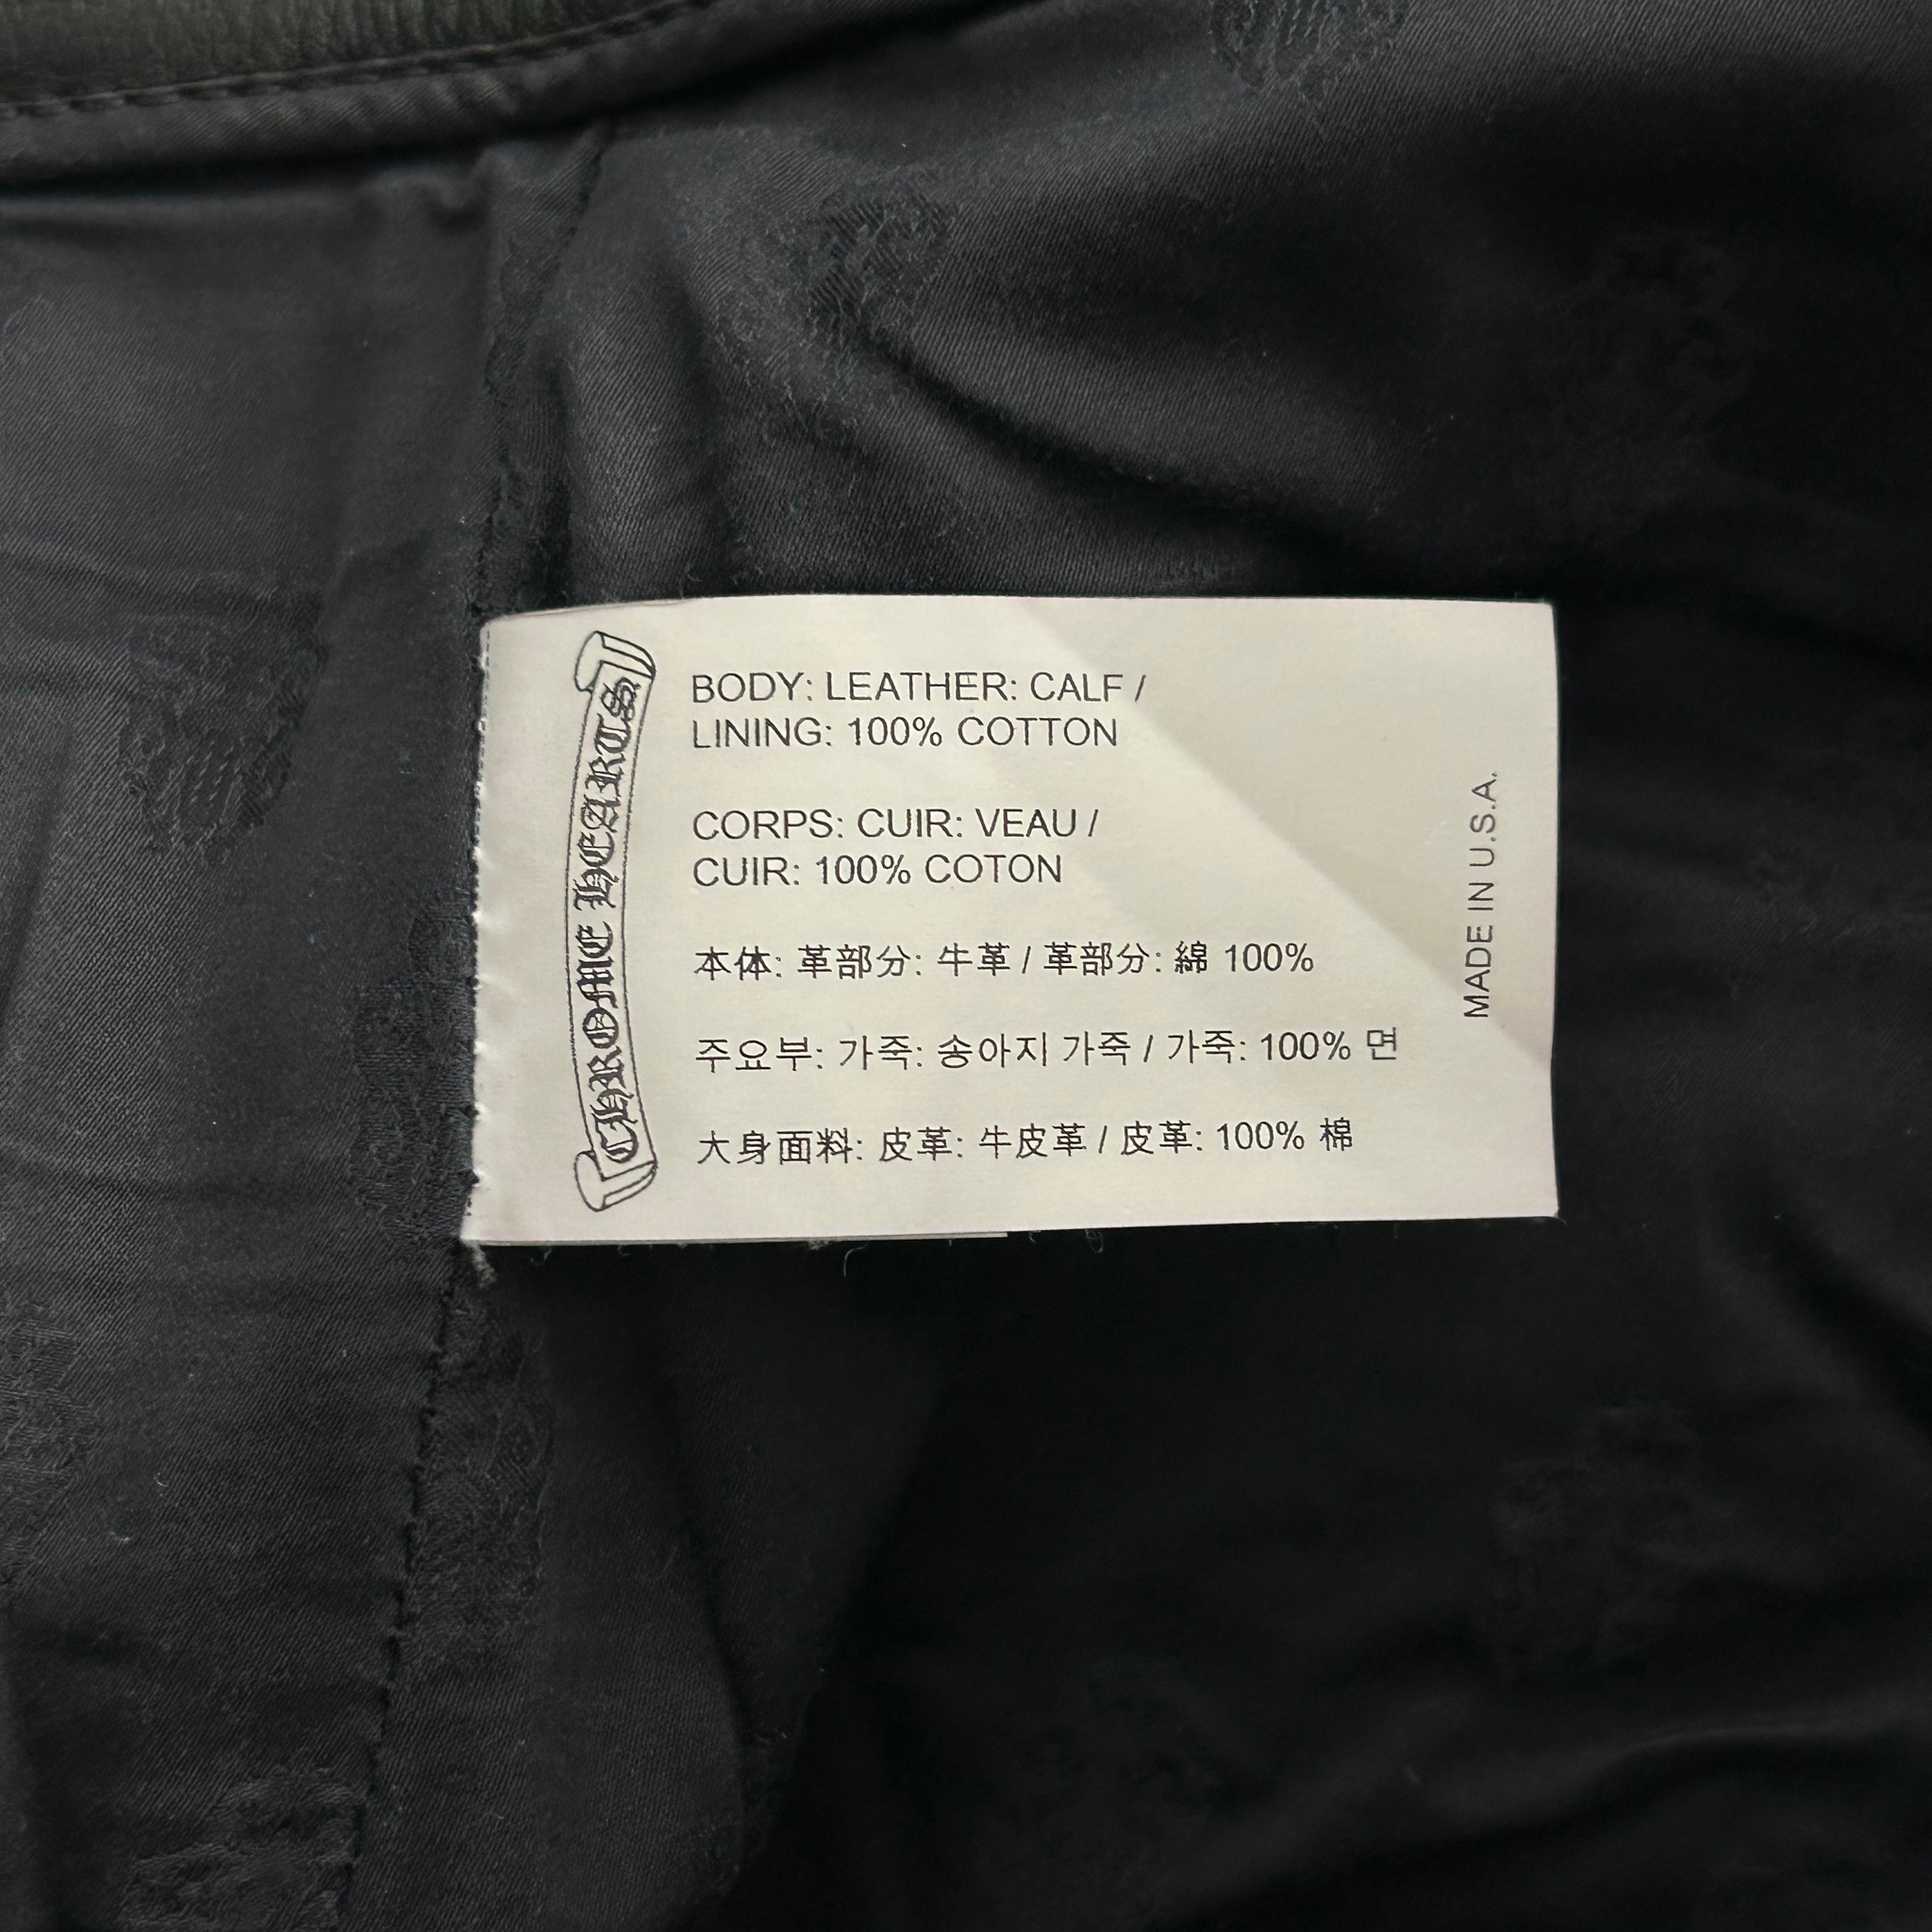 CHROME HEARTS
BODY: LEATHER: CALF /
LINING: 100% COTTON
CORPS: CUIR: VEAU /
CUIR: 100% COTON
本体: 革部分: 牛革 / 革部分: 綿 100%
주요부: 가죽: 송아지 가죽 / 가죽: 100% 면
大身面料: 皮革: 牛皮革 / 皮革: 100% 棉
MADE IN U.S.A.